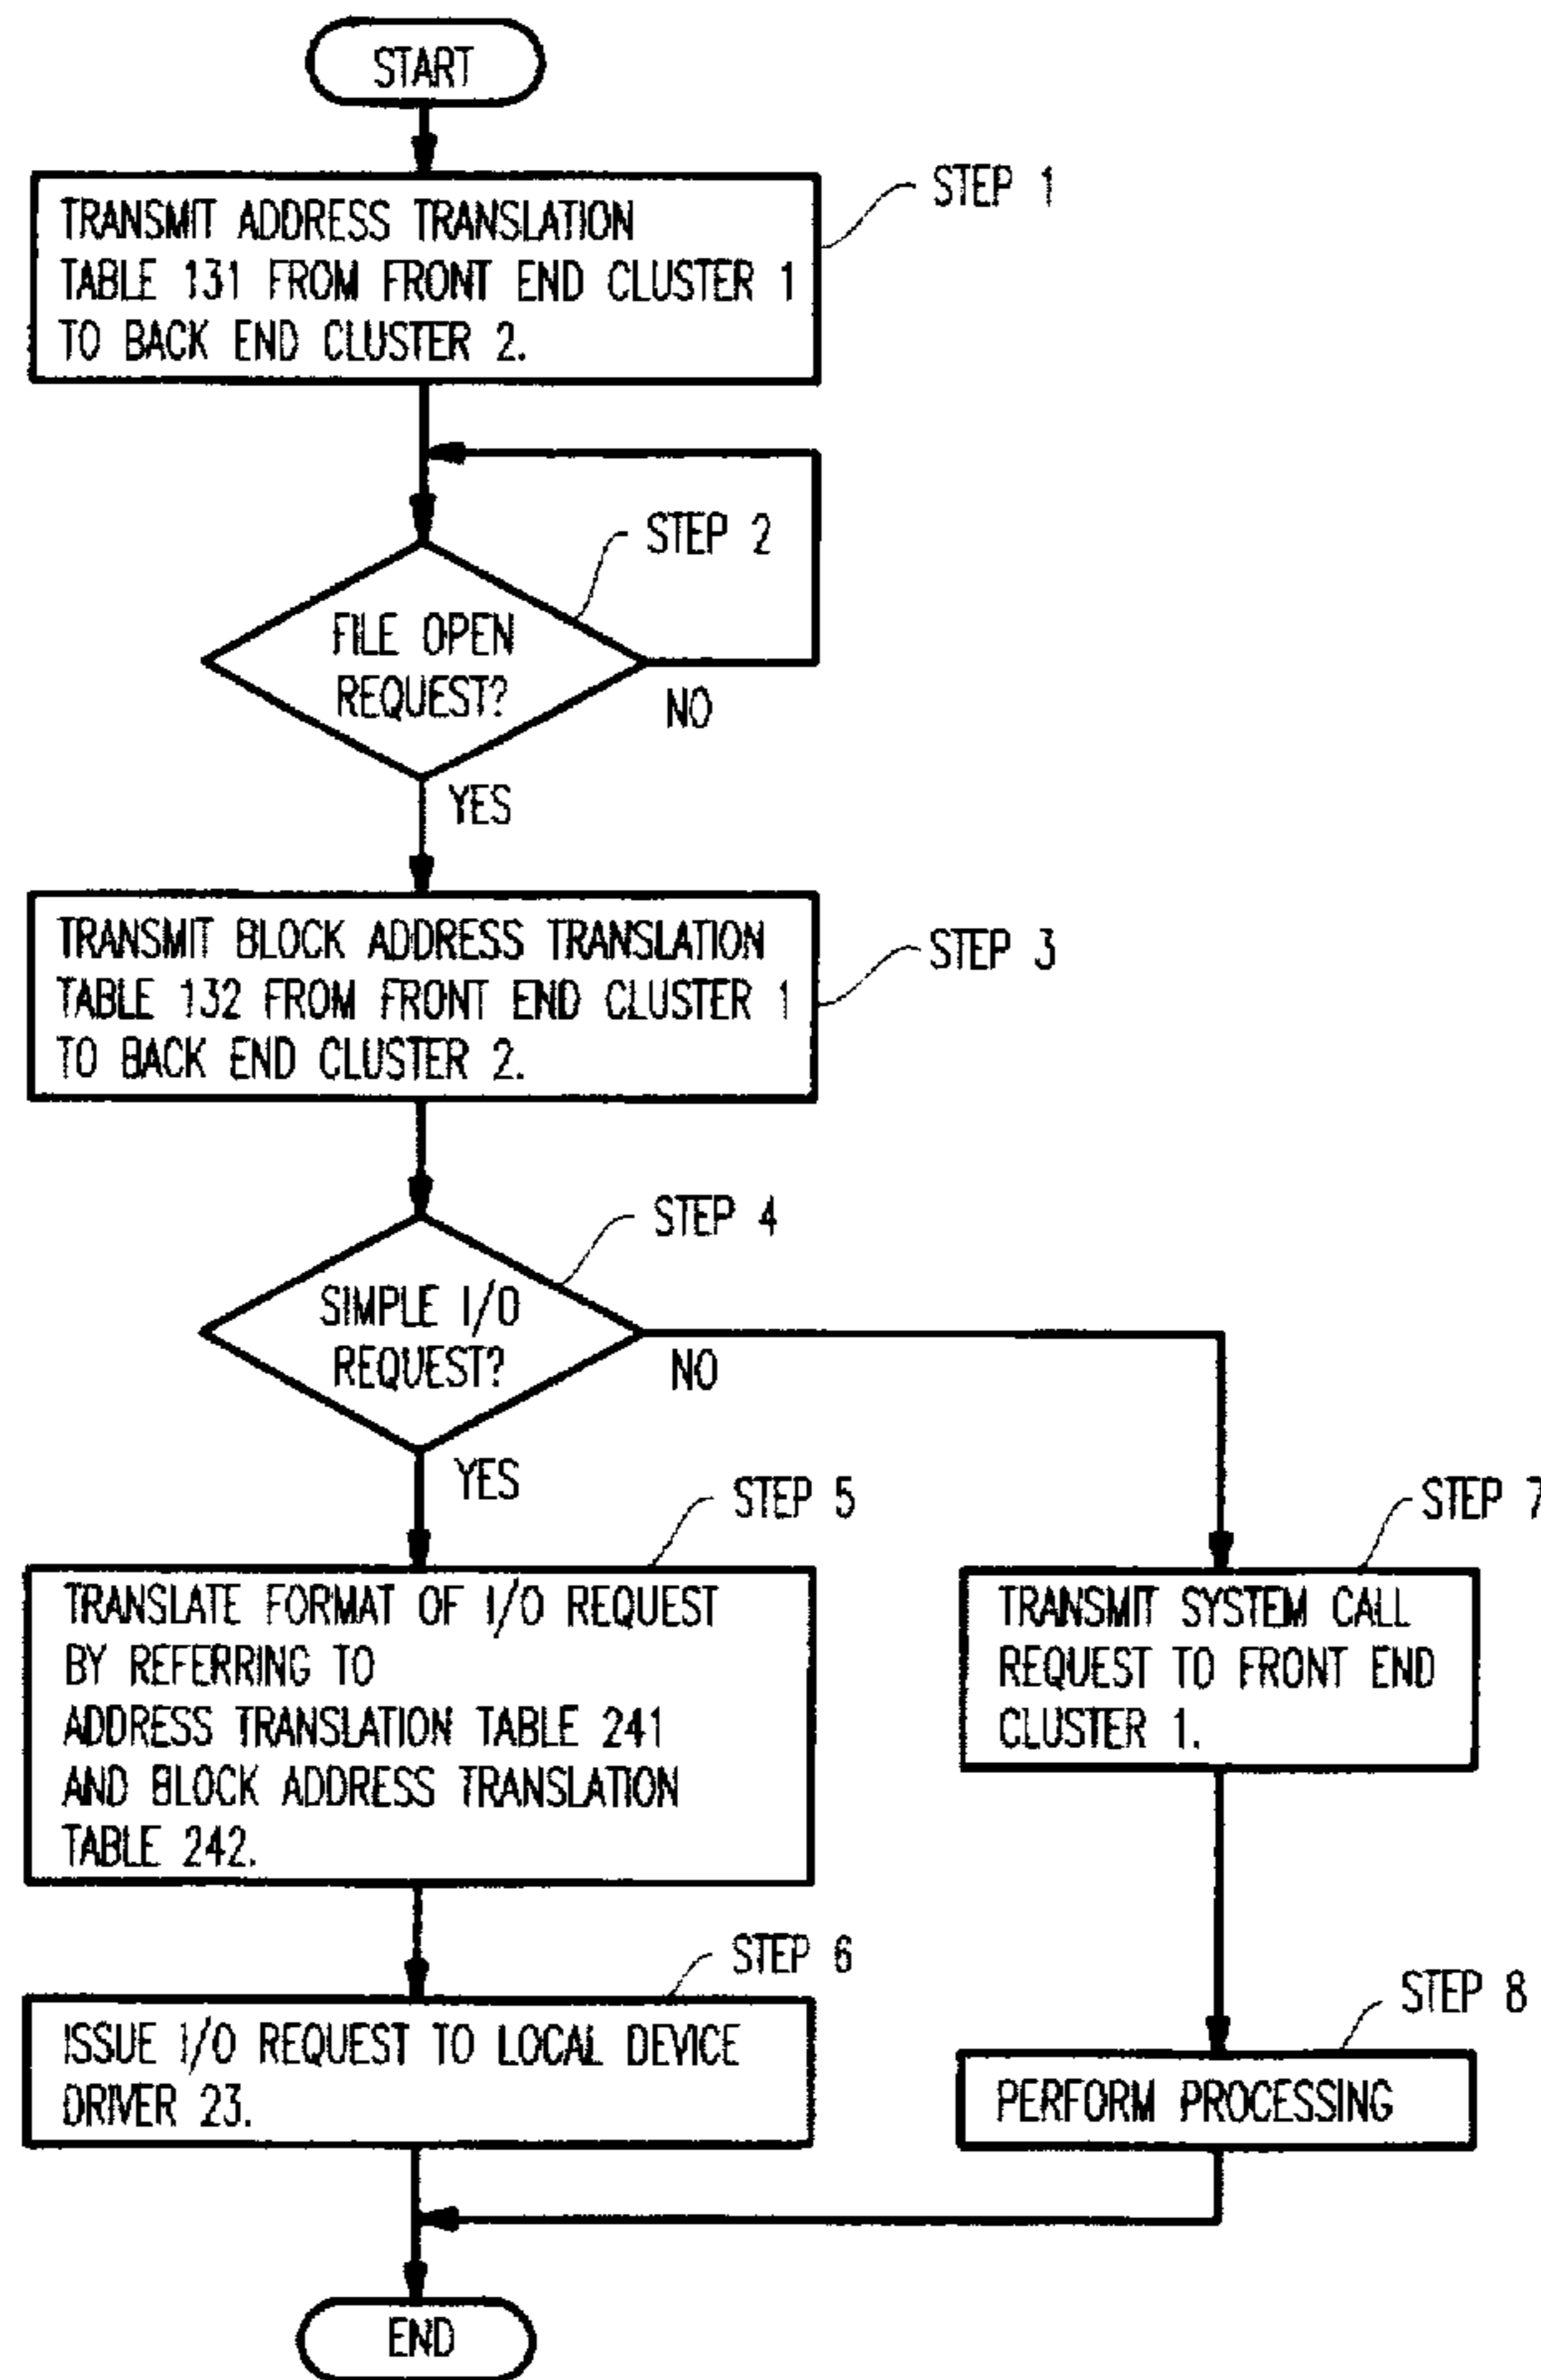 START
STEP 1
TRANSMIT ADDRESS TRANSLATION
TABLE 131 FROM FRONT END CLUSTER 1
TO BACK END CLUSTER 2.
STEP 2
FILE OPEN
REQUEST?
NO
YES
STEP 3
TRANSMIT BLOCK ADDRESS TRANSLATION
TABLE 132 FROM FRONT END CLUSTER 1
TO BACK END CLUSTER 2.
STEP 4
SIMPLE I/O
REQUEST?
NO
YES
STEP 5
TRANSLATE FORMAT OF I/O REQUEST
BY REFERRING TO
ADDRESS TRANSLATION TABLE 241
AND BLOCK ADDRESS TRANSLATION
TABLE 242.
STEP 6
ISSUE I/O REQUEST TO LOCAL DEVICE
DRIVER 23.
STEP 7
TRANSMIT SYSTEM CALL
REQUEST TO FRONT END
CLUSTER 1.
STEP 8
PERFORM PROCESSING
END